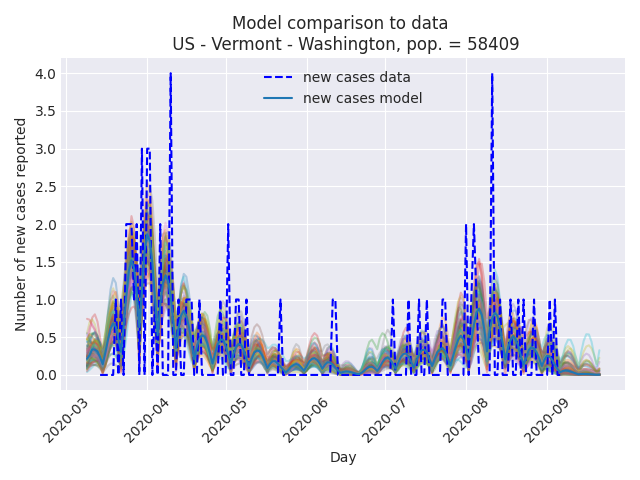 Model comparison to data
US - Vermont - Washington, pop. = 58409
new cases data
new cases model
Number of new cases reported
4.0
3.5
3.0
2.5
2.0
1.5
1.0
0.5
0.0
2020-03
2020-04
2020-05
2020-06
2020-07
2020-08
2020-09
Day